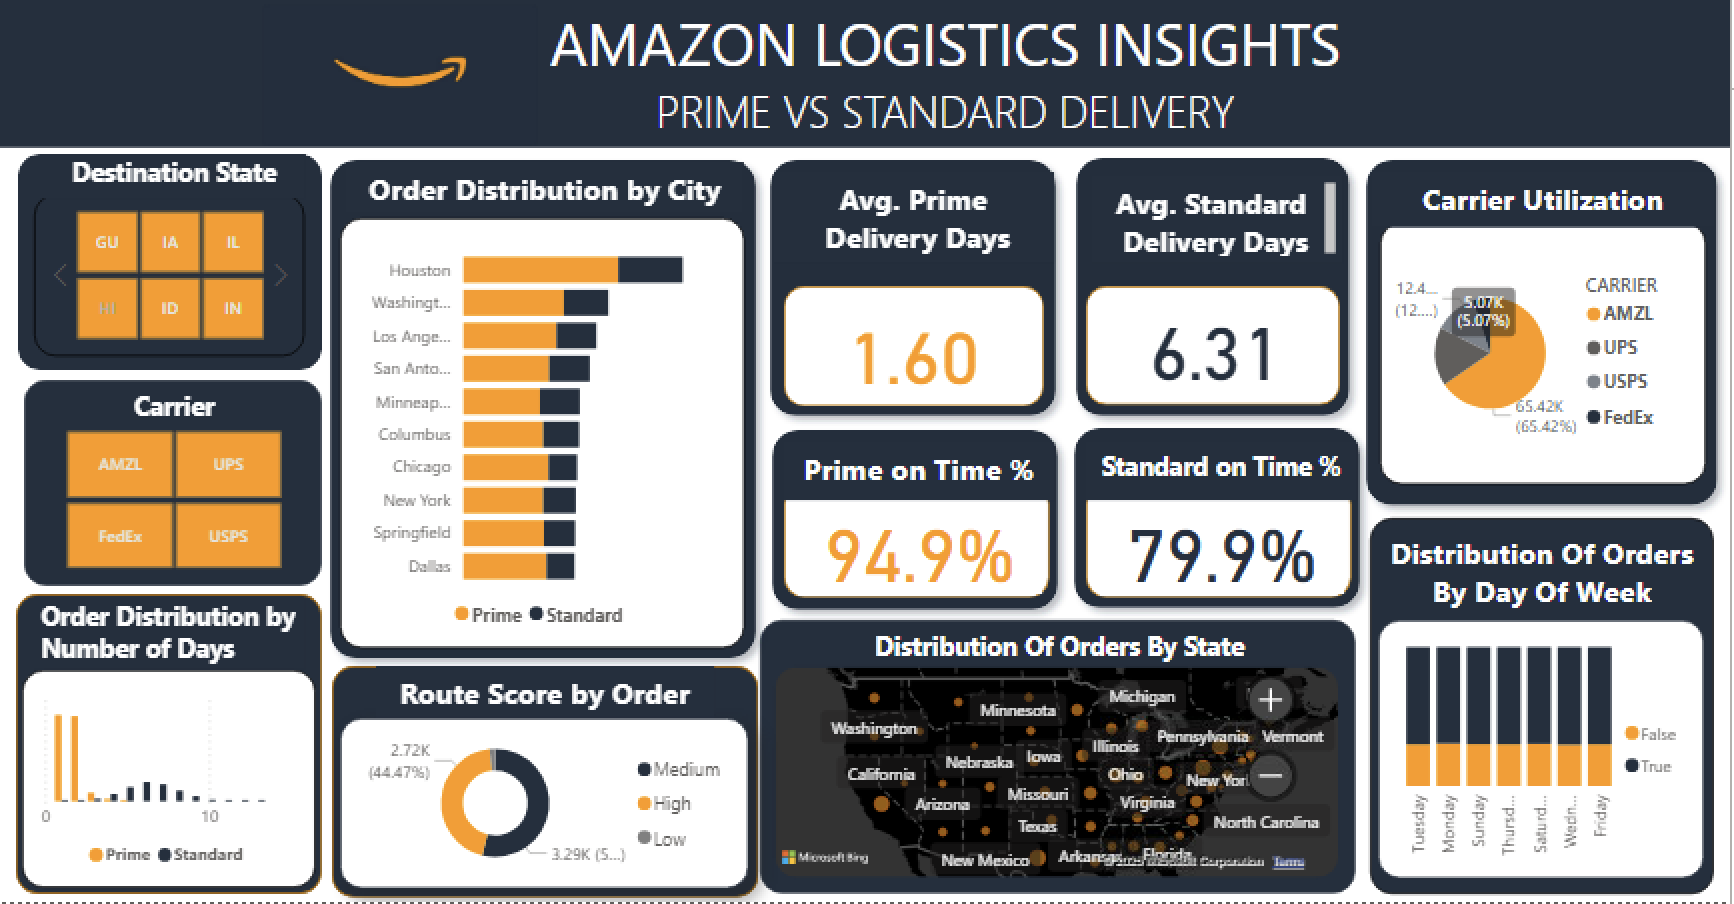 AMAZON LOGISTICS INSIGHTS
PRIME VS STANDARD DELIVERY
Destination State
GU IA IL
HI ID IN
Carrier
AMZL UPS
FedEx USPS
Order Distribution by
Number of Days
0 10
Prime Standard
Order Distribution by City
Houston
Washingt...
Los Ange...
San Anto...
Minneap...
Columbus
Chicago
New York
Springfield
Dallas
Prime Standard
Route Score by Order
2.72K
(44.47%)
3.29K (5...)
Medium
High
Low
Avg. Prime
Delivery Days
1.60
Avg. Standard
Delivery Days
6.31
Prime on Time %
94.9%
Standard on Time %
79.9%
Distribution Of Orders By State
Michigan
Minnesota
Washington
Pennsylvania
Vermont
Illinois
Iowa
Nebraska
California
Ohio
New Yor
Missouri
Arizona
Virginia
Texas
North Carolina
New Mexico
Arkansas
Florida
Microsoft Bing
Corporation
Terms
Carrier Utilization
12.4...
(12....)
5.07K
(5.07%)
65.42K
(65.42%)
CARRIER
AMZL
UPS
USPS
FedEx
Distribution Of Orders
By Day Of Week
False
True
Tuesday
Monday
Sunday
Thursd...
Saturd...
Wedn...
Friday